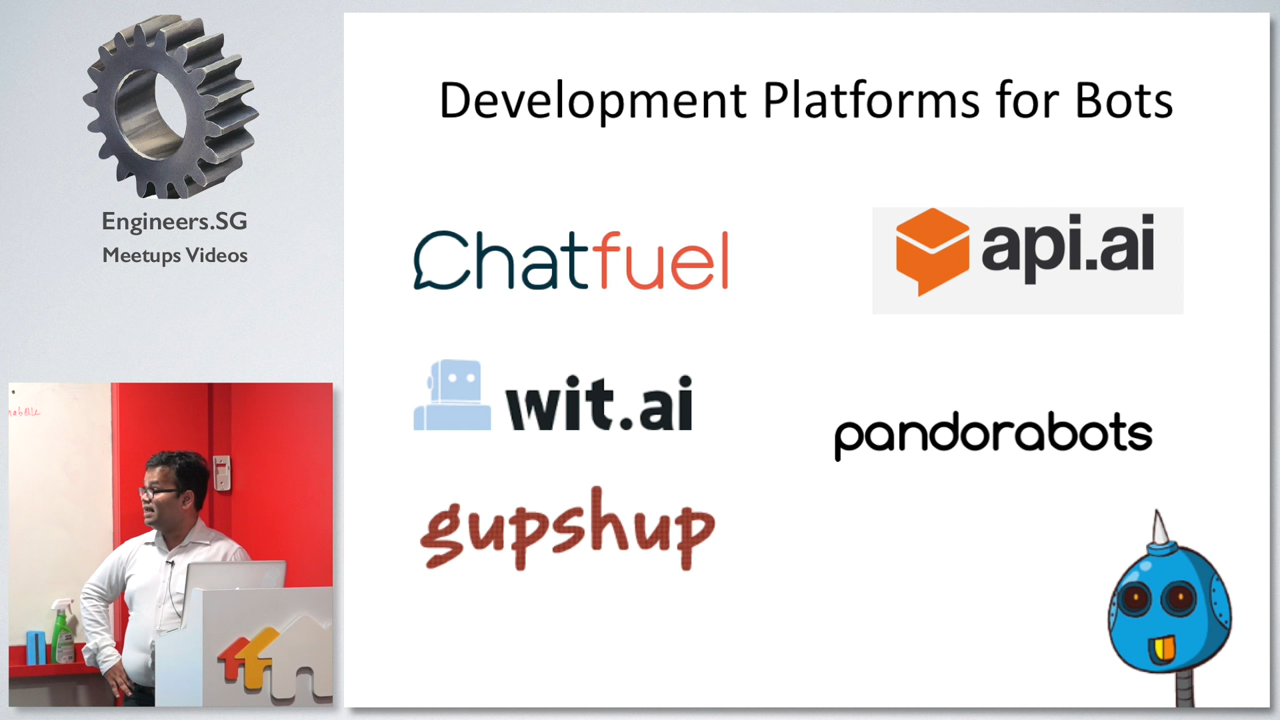 Engineers.SG
Meetups Videos
Development Platforms for Bots
Chatfuel
api.ai
wit.ai
pandorabots
gupshup